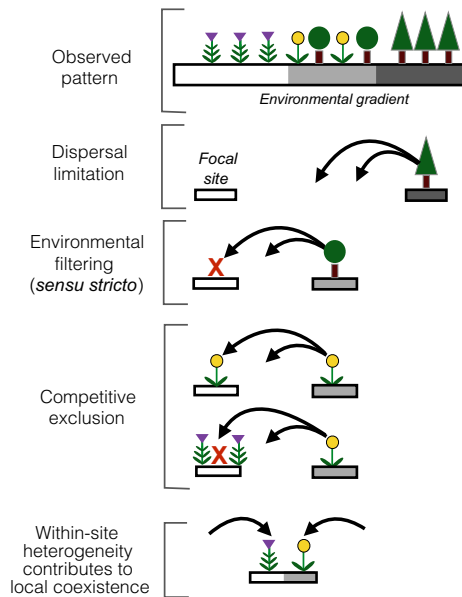 Observed
pattern
Environmental gradient
Dispersal
limitation
Focal
site
Environmental
filtering
(sensu stricto)
X
Competitive
exclusion
X
Within-site
heterogeneity
contributes to
local coexistence